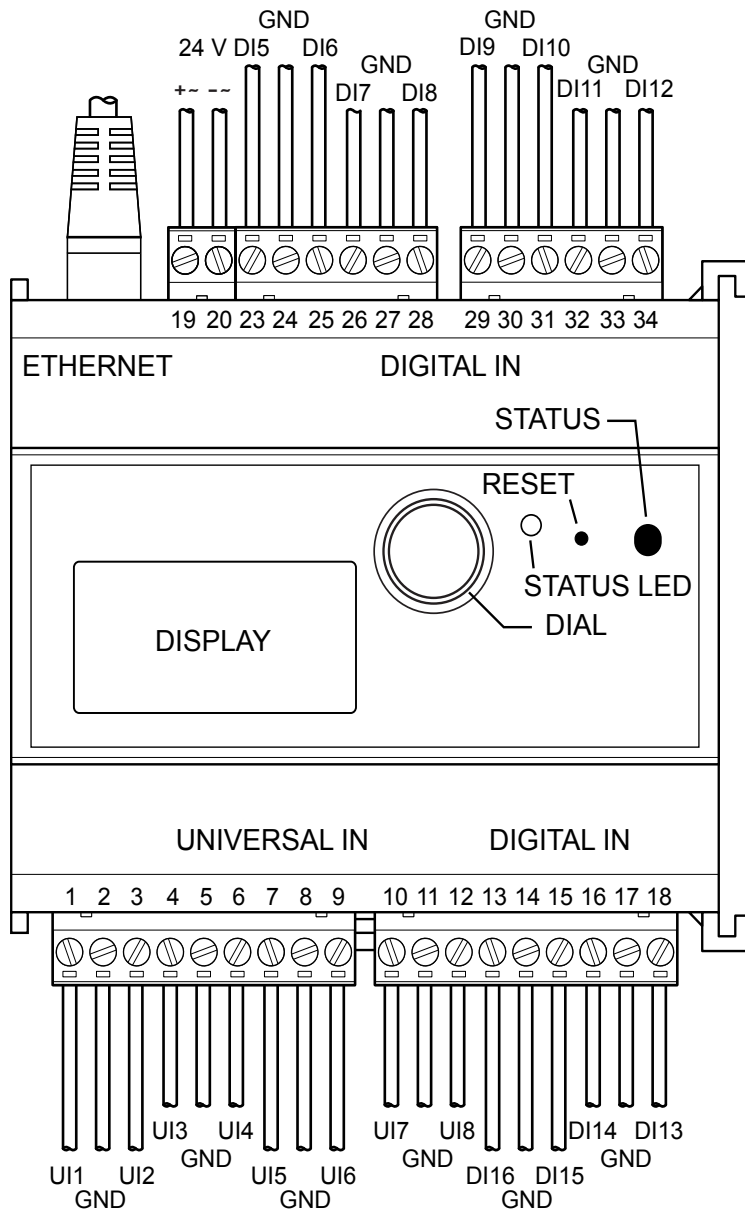 GND GND
24 V DI5 DI6 DI9 DI10
GND GND
+~ -~ DI7 DI8 DI11 DI12
19 20 23 24 25 26 27 28 29 30 31 32 33 34
ETHERNET DIGITAL IN
STATUS
RESET
STATUS LED
DIAL
DISPLAY
UNIVERSAL IN DIGITAL IN
1 2 3 4 5 6 7 8 9 10 11 12 13 14 15 16 17 18
UI3 UI4 UI7 UI8 DI14 DI13
GND GND GND
UI1 UI2 UI5 UI6 DI16 DI15
GND GND GND